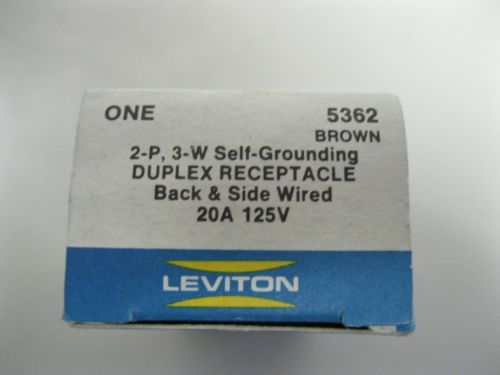 ONE 5362
BROWN
2-P, 3-W Self-Grounding
DUPLEX RECEPTACLE
Back & Side Wired
20A 125V
LEVITON